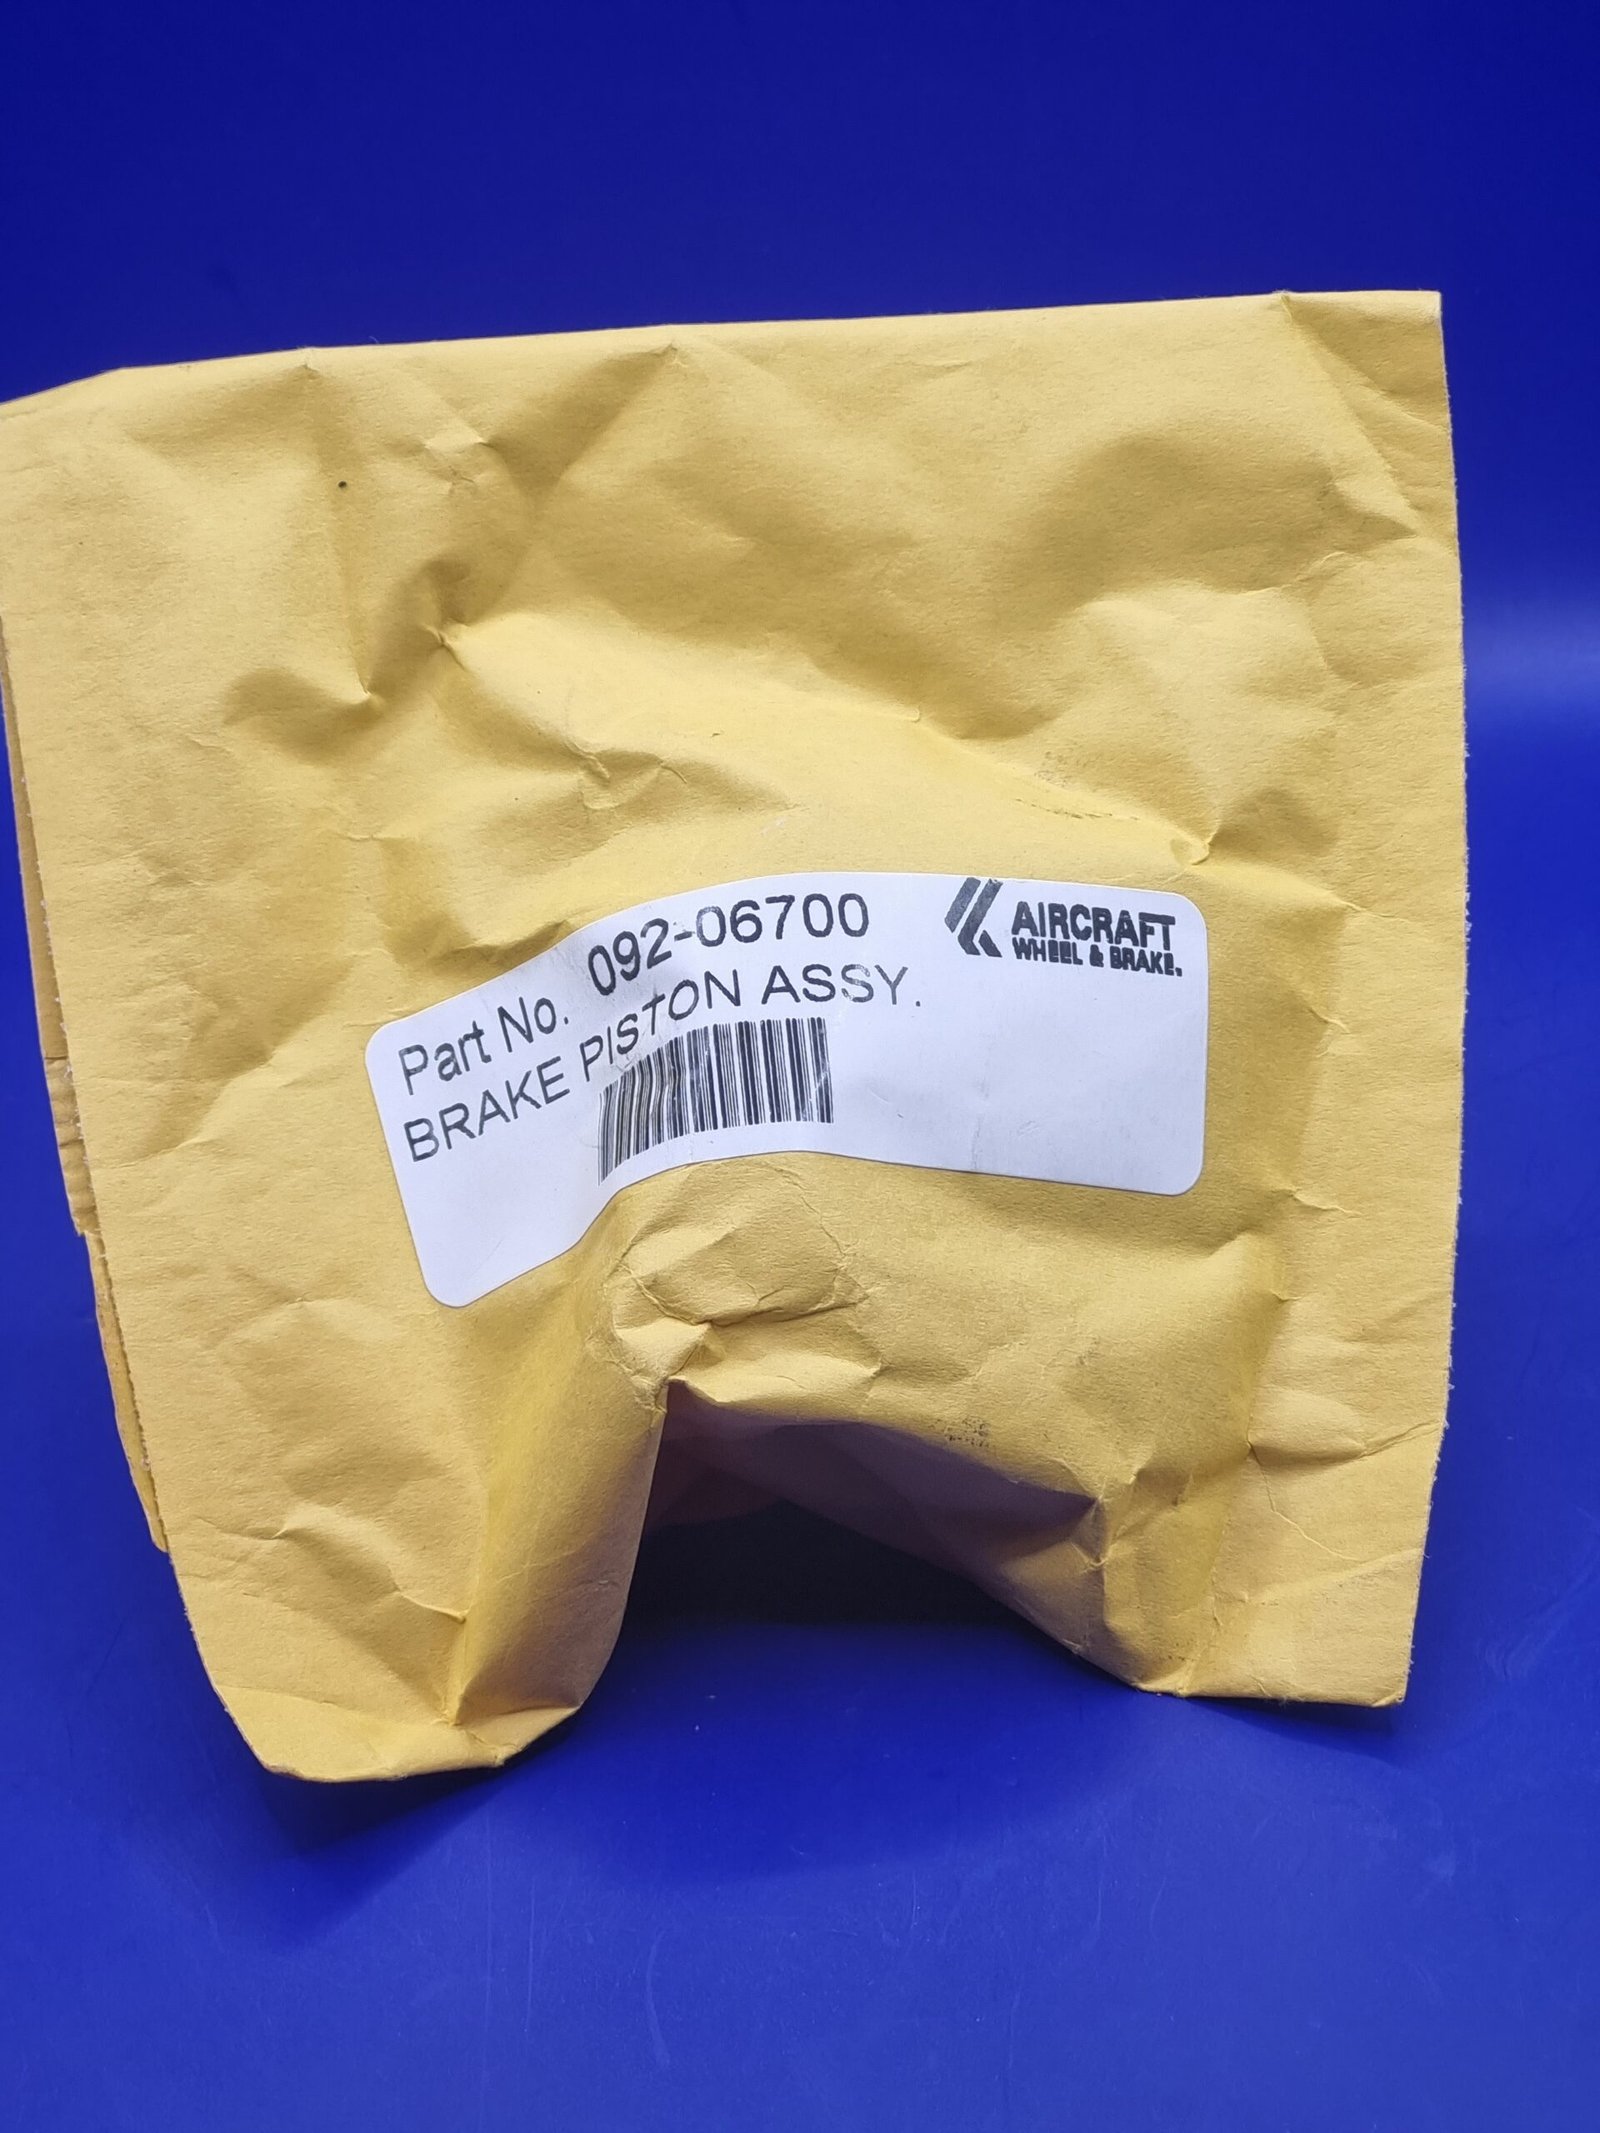 Part No. 092-06700
BRAKE PISTON ASSY.
AIRCRAFT
WHEEL & BRAKE.